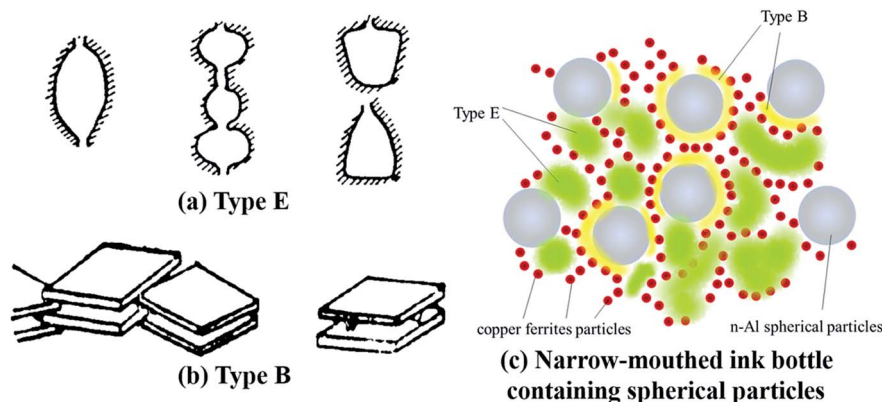 (a) Type E
(b) Type B
Type B
Type E
copper ferrites particles
n-Al spherical particles
(c) Narrow-mouthed ink bottle
containing spherical particles